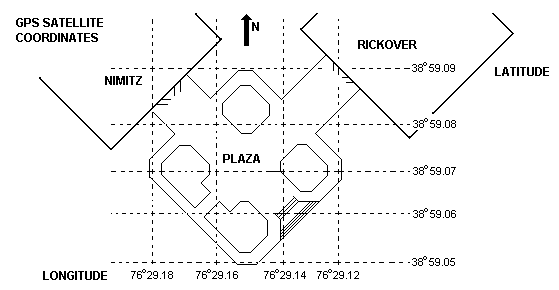 GPS SATELLITE
COORDINATES
N
RICKOVER
NIMITZ
38°59.09
LATITUDE
38°59.08
PLAZA
38°59.07
38°59.06
38°59.05
LONGITUDE
76°29.18
76°29.16
76°29.14
76°29.12